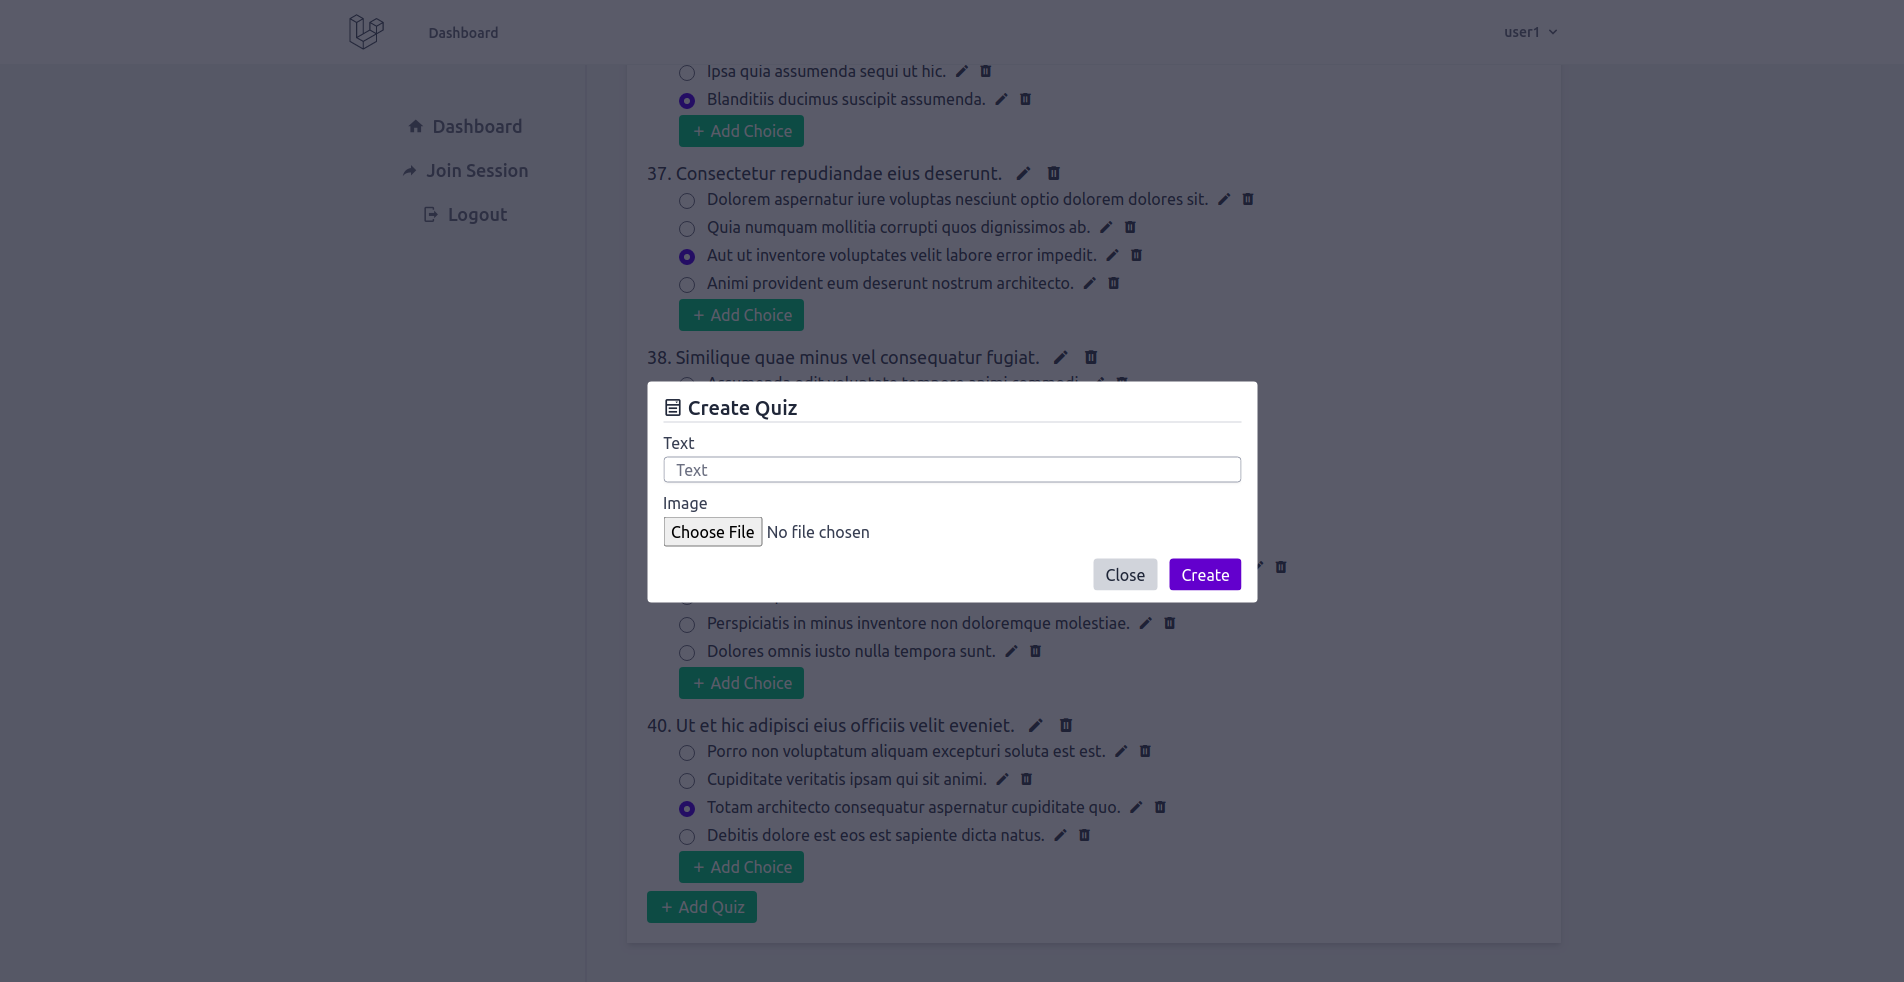 Dashboard
user1
Dashboard
Join Session
Logout
Ipsa quia assumenda sequi ut hic.
Blanditiis ducimus suscipit assumenda.
+ Add Choice
37. Consectetur repudiandae eius deserunt.
Dolorem aspernatur iure voluptas nesciunt optio dolorem dolores sit.
Quia numquam mollitia corrupti quos dignissimos ab.
Aut ut inventore voluptates velit labore error impedit.
Animi provident eum deserunt nostrum architecto.
+ Add Choice
38. Similique quae minus vel consequatur fugiat.
Create Quiz
Text
Text
Image
Choose File No file chosen
Close Create
Perspiciatis in minus inventore non doloremque molestiae.
Dolores omnis iusto nulla tempora sunt.
+ Add Choice
40. Ut et hic adipisci eius officiis velit eveniet.
Porro non voluptatum aliquam excepturi soluta est est.
Cupiditate veritatis ipsam qui sit animi.
Totam architecto consequatur aspernatur cupiditate quo.
Debitis dolore est eos est sapiente dicta natus.
+ Add Choice
+ Add Quiz